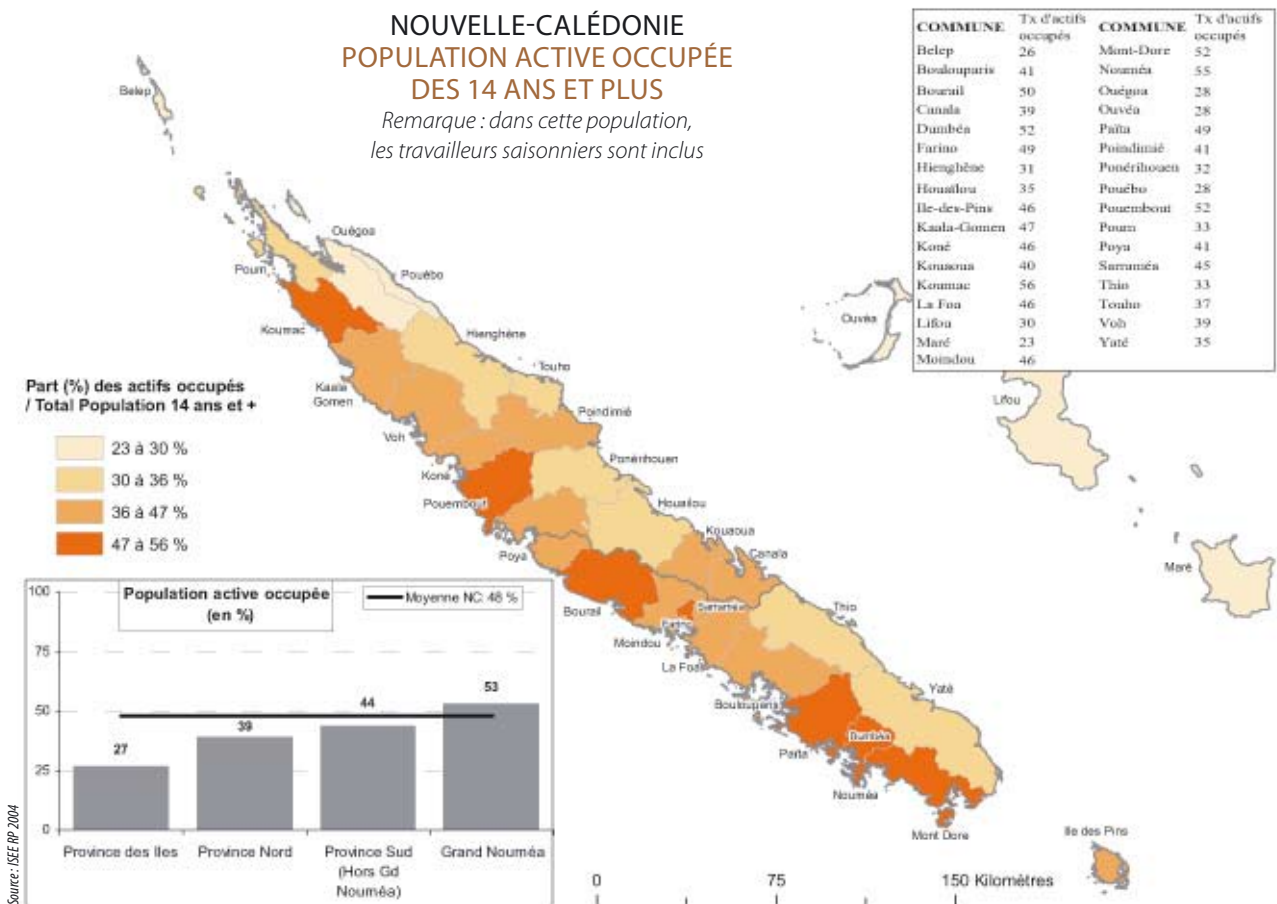 NOUVELLE-CALÉDONIE
POPULATION ACTIVE OCCUPÉE
DES 14 ANS ET PLUS
Remarque : dans cette population,
les travailleurs saisonniers sont inclus
COMMUNE Tx d'actifs occupés COMMUNE Tx d'actifs occupés
Belep 26 Mont-Dore 52
Boulouparis 41 Nouméa 55
Bourail 50 Ouégoa 28
Canala 39 Ouvéa 28
Dumbéa 52 Païta 49
Farino 49 Poindimié 41
Hienghène 31 Ponérihouen 32
Houaïlou 35 Pouébo 28
Ile-des-Pins 46 Pouembout 52
Kaala-Gomen 47 Poum 33
Koné 46 Poya 41
Kouaoua 40 Sarraméa 45
Koumac 56 Thio 33
La Foa 46 Touho 37
Lifou 30 Voh 39
Maré 23 Yaté 35
Moindou 46
Belep
Ouégoa
Poum
Pouébo
Koumac
Hienghène
Touho
Kaala
Gomen
Poindimié
Voh
Ponérihouen
Koné
Pouembout
Houaïlou
Kouaoua
Poya
Canala
Bourail
Sarraméa
Thio
Farino
Moindou
La Foa
Yaté
Boulouparis
Dumbéa
Païta
Nouméa
Mont Dore
Ile des Pins
Ouvéa
Lifou
Maré
Part (%) des actifs occupés
/ Total Population 14 ans et +
23 à 30 %
30 à 36 %
36 à 47 %
47 à 56 %
Population active occupée
(en %)
Moyenne NC: 48 %
100
75
50
25
0
27
39
44
53
Province des Iles
Province Nord
Province Sud
(Hors Gd
Nouméa)
Grand Nouméa
0 75 150 Kilomètres
Source : ISEE RP 2004